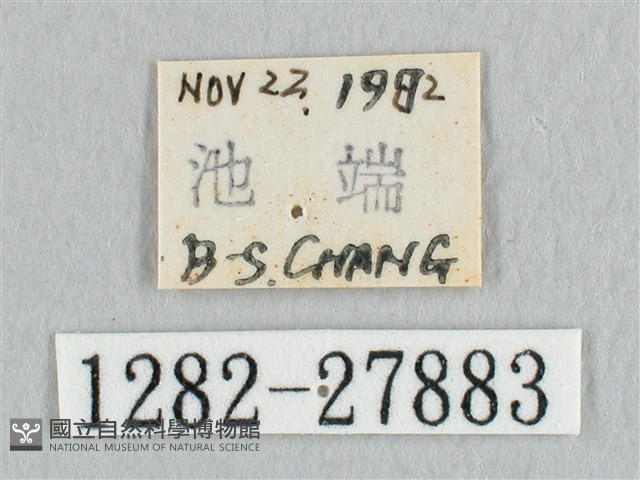 NOV 22. 1982
池 端
B-S. CHANG
1282-27883
國立自然科學博物館
NATIONAL MUSEUM OF NATURAL SCIENCE